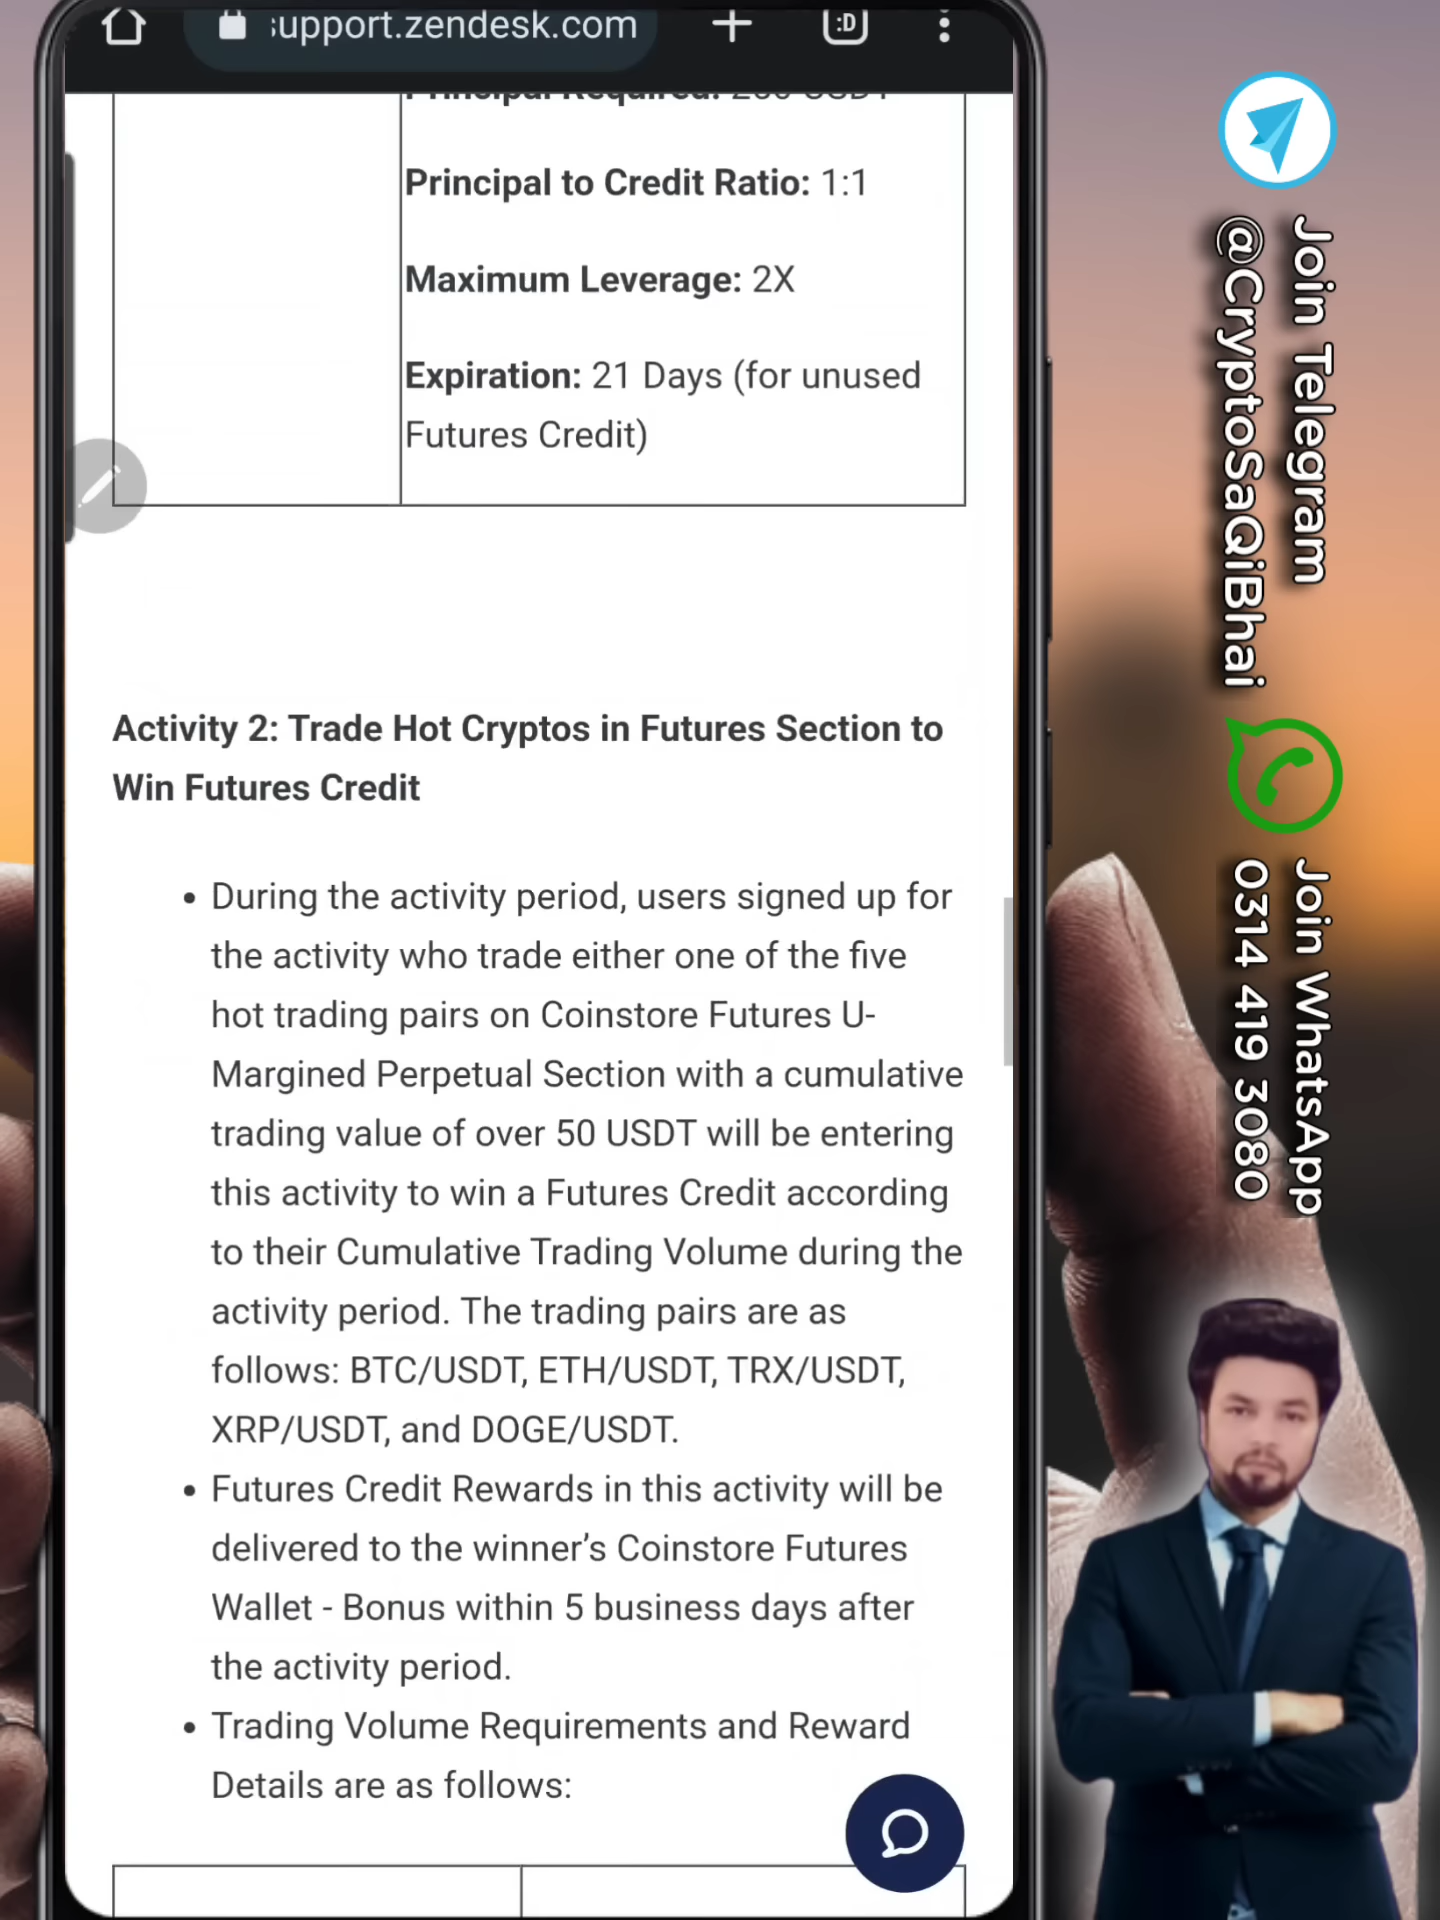 :D
support.zendesk.com
Principal Required: 200 USDT
Principal to Credit Ratio: 1:1
Maximum Leverage: 2X
Expiration: 21 Days (for unused
Futures Credit)
Activity 2: Trade Hot Cryptos in Futures Section to
Win Futures Credit
During the activity period, users signed up for
the activity who trade either one of the five
hot trading pairs on Coinstore Futures U-
Margined Perpetual Section with a cumulative
trading value of over 50 USDT will be entering
this activity to win a Futures Credit according
to their Cumulative Trading Volume during the
activity period. The trading pairs are as
follows: BTC/USDT, ETH/USDT, TRX/USDT,
XRP/USDT, and DOGE/USDT.
Futures Credit Rewards in this activity will be
delivered to the winner’s Coinstore Futures
Wallet - Bonus within 5 business days after
the activity period.
Trading Volume Requirements and Reward
Details are as follows:
Join Telegram
@CryptoSaQiBhai
Join WhatsApp
0314 419 3080